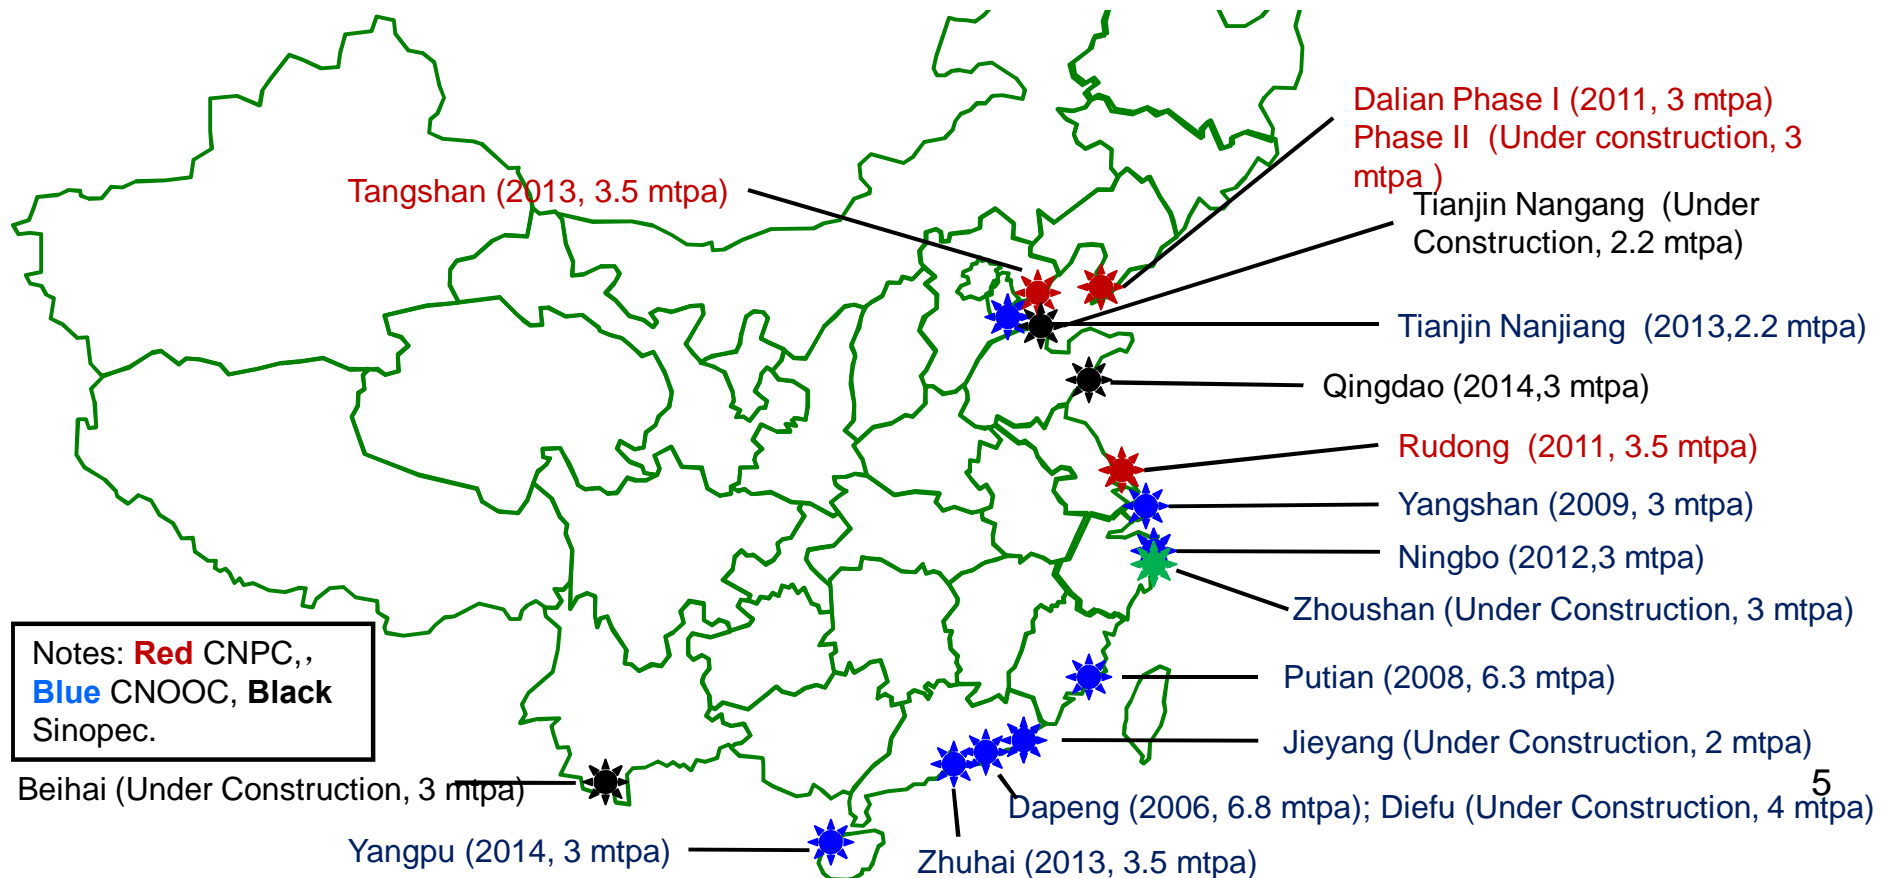 Dalian Phase I (2011, 3 mtpa)
Phase II  (Under construction, 3
mtpa )
Tangshan (2013, 3.5 mtpa)
Tianjin Nangang  (Under
Construction, 2.2 mtpa)
Tianjin Nanjiang  (2013,2.2 mtpa)
Qingdao (2014,3 mtpa)
Rudong  (2011, 3.5 mtpa)
Yangshan (2009, 3 mtpa)
Ningbo (2012,3 mtpa)
Zhoushan (Under Construction, 3 mtpa)
Notes: Red CNPC,,
Blue CNOOC, Black
Sinopec.
Putian (2008, 6.3 mtpa)
Jieyang (Under Construction, 2 mtpa)
Beihai (Under Construction, 3 mtpa)
5
Dapeng (2006, 6.8 mtpa); Diefu (Under Construction, 4 mtpa)
Yangpu (2014, 3 mtpa)
Zhuhai (2013, 3.5 mtpa)